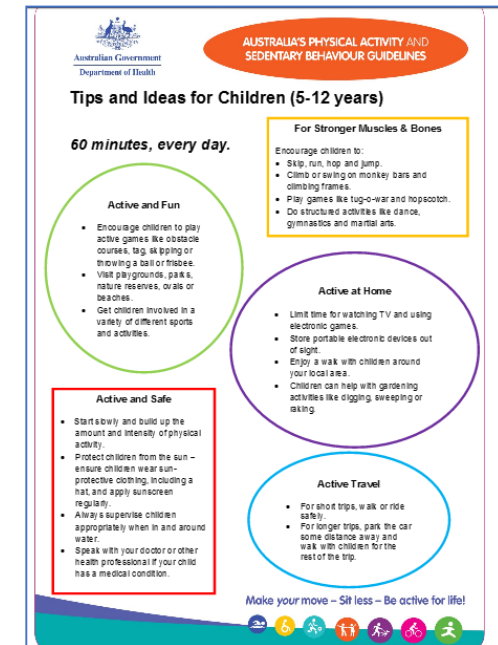 Australian Government
Department of Health
AUSTRALIA'S PHYSICAL ACTIVITY AND
SEDENTARY BEHAVIOUR GUIDELINES
Tips and Ideas for Children (5-12 years)
60 minutes, every day.
For Stronger Muscles & Bones
Encourage children to:
• Skip, run, hop and jump.
• Climb or swing on monkey bars and
climbing frames.
• Play games like tug-o-war and hopscotch.
• Do structured activities like dance,
gymnastics and martial arts.
Active and Fun
• Encourage children to play
active games like obstacle
courses, tag, skipping or
throwing a ball or frisbee.
• Visit playgrounds, parks,
nature reserves, ovals or
beaches.
• Get children involved in a
variety of different sports
and activities.
Active at Home
• Limit time for watching TV and using
electronic games.
• Store portable electronic devices out
of sight.
• Enjoy a walk with children around
your local area.
• Children can help with gardening
activities like digging, sweeping or
raking.
Active and Safe
• Start slowly and build up the
amount and intensity of physical
activity.
• Protect children from the sun –
ensure children wear sun-
protective clothing, including a
hat, and apply sunscreen
regularly.
• Always supervise children
appropriately when in and around
water.
• Speak with your doctor or other
health professional if your child
has a medical condition.
Active Travel
• For short trips, walk or ride
safely.
• For longer trips, park the car
some distance away and
walk with children for the
rest of the trip.
Make your move – Sit less – Be active for life!